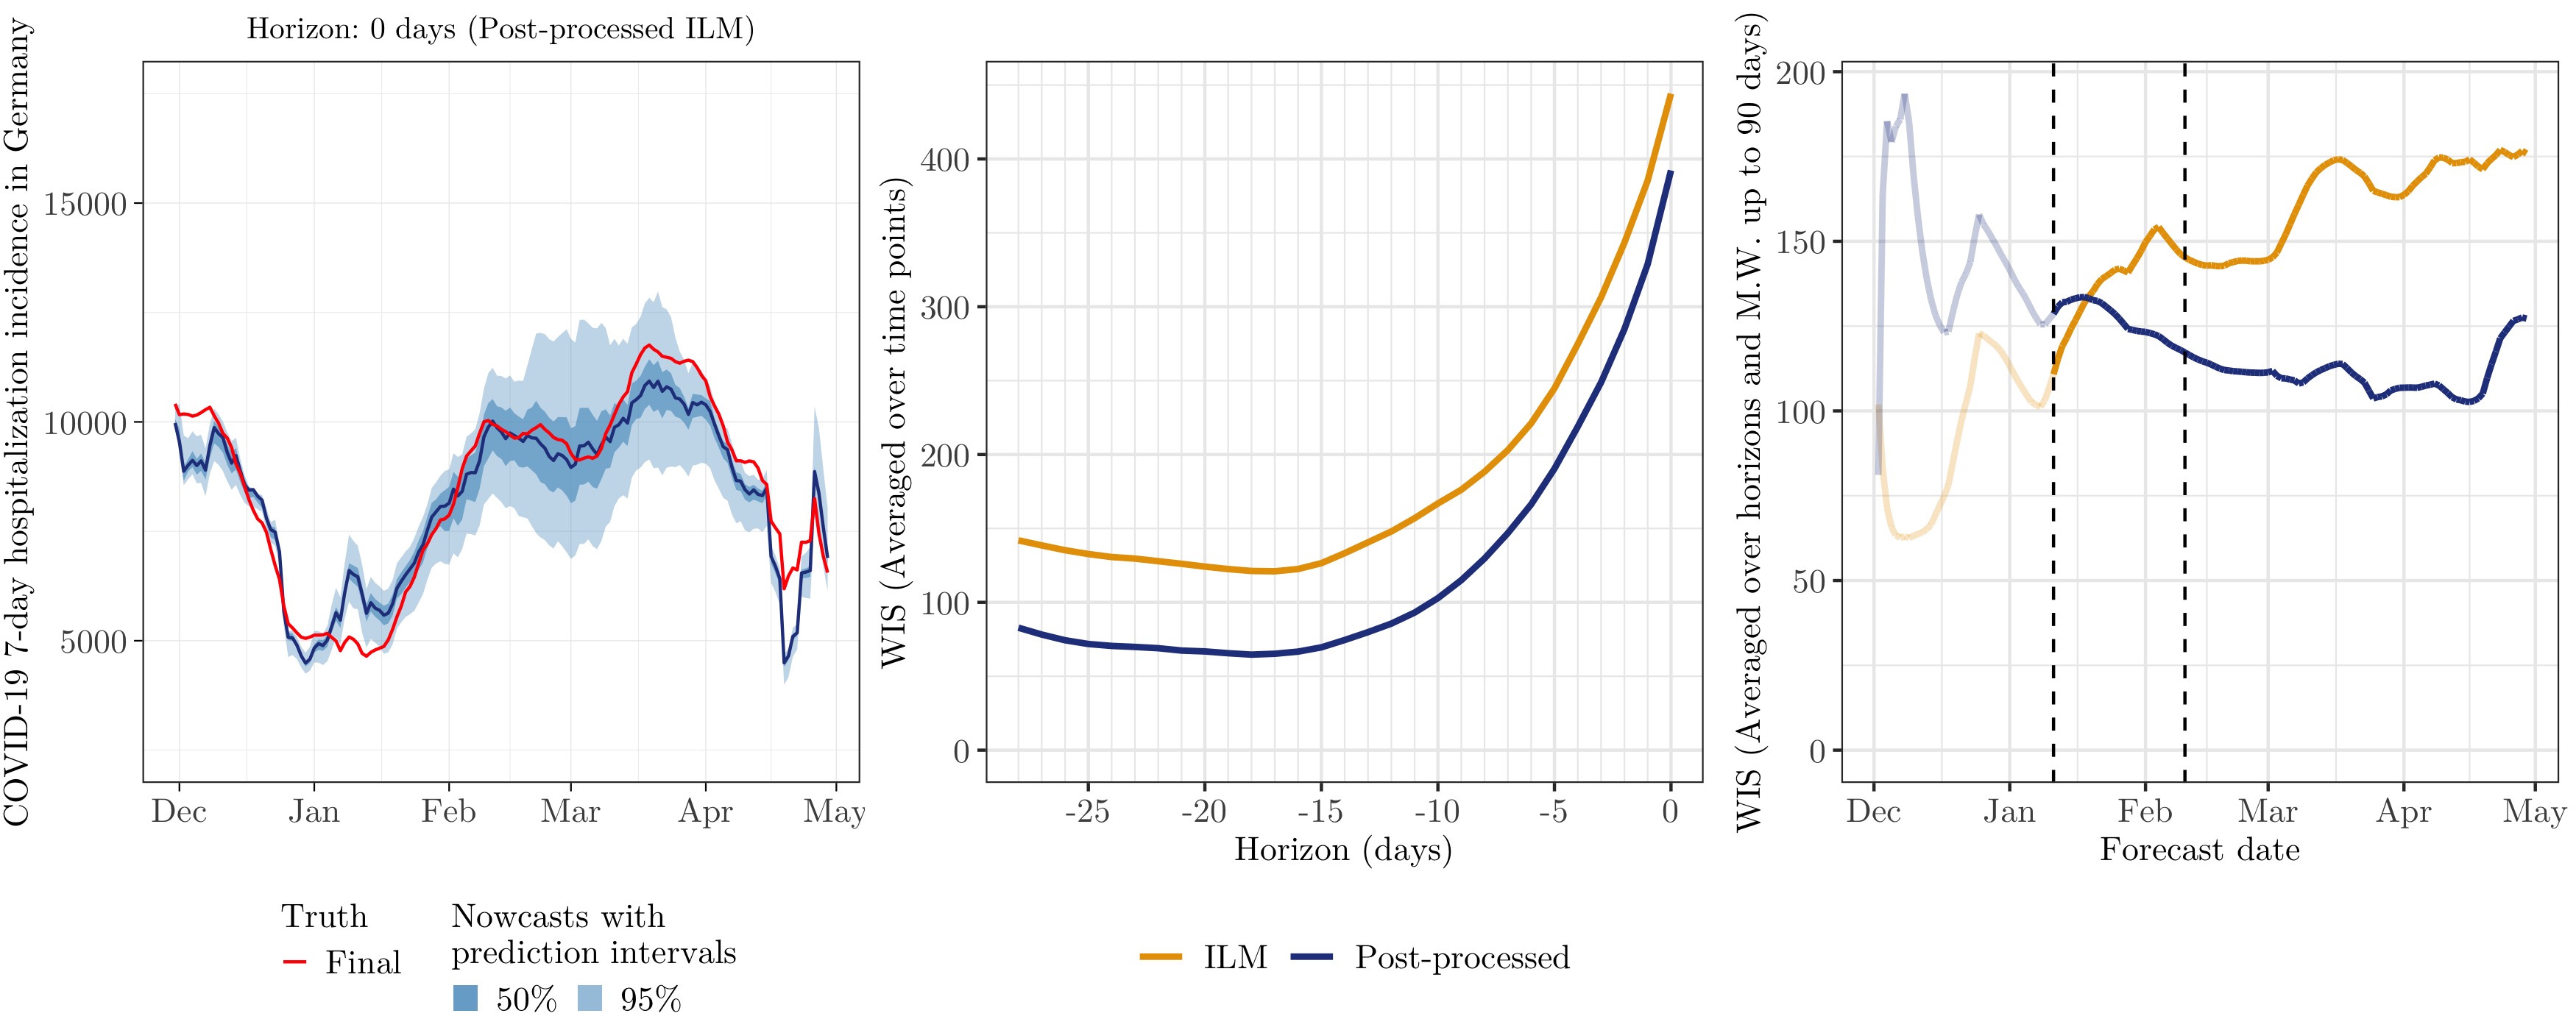 Horizon: 0 days (Post-processed ILM)
COVID-19 7-day hospitalization incidence in Germany
15000
10000
5000
Dec Jan Feb Mar Apr May
Truth
Final
Nowcasts with
prediction intervals
50% 95%
WIS (Averaged over time points)
400
300
200
100
0
-25 -20 -15 -10 -5 0
Horizon (days)
ILM Post-processed
WIS (Averaged over horizons and M.W. up to 90 days)
200
150
100
50
0
Dec Jan Feb Mar Apr May
Forecast date